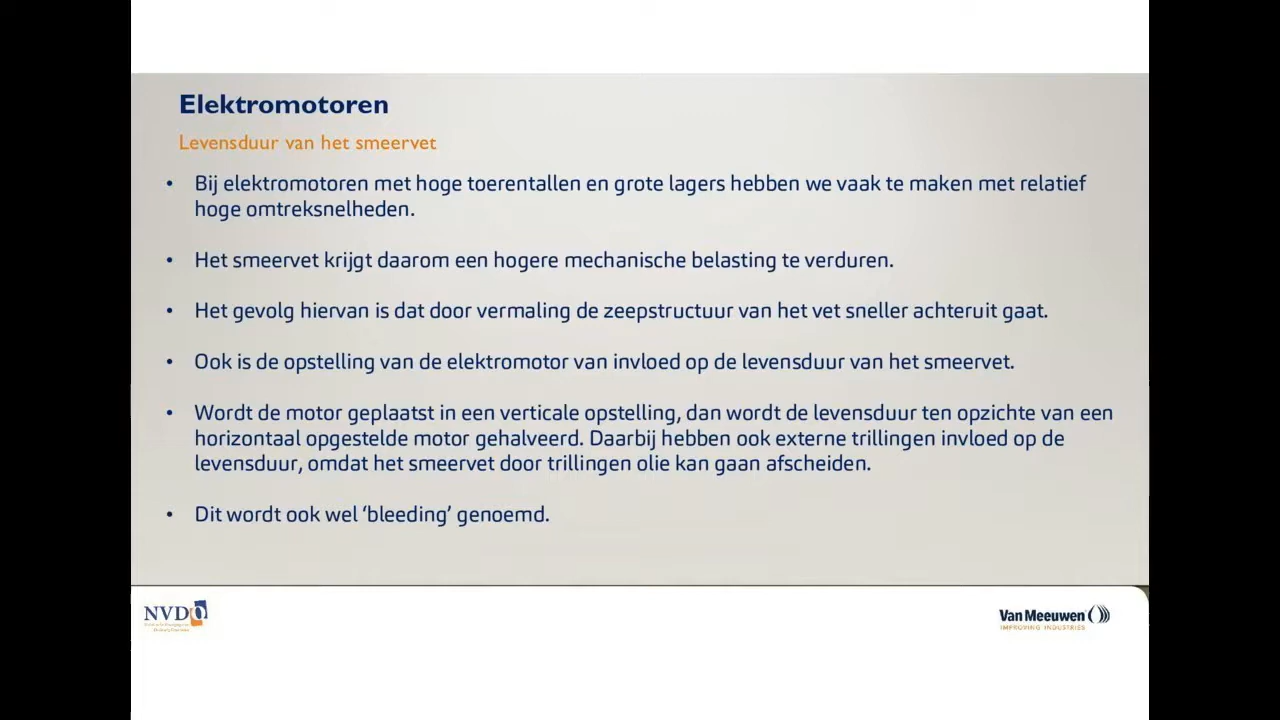 Elektromotoren
Levensduur van het smeervet
• Bij elektromotoren met hoge toerentallen en grote lagers hebben we vaak te maken met relatief
hoge omtreksnelheden.
• Het smeervet krijgt daarom een hogere mechanische belasting te verduren.
• Het gevolg hiervan is dat door vermaling de zeepstructuur van het vet sneller achteruit gaat.
• Ook is de opstelling van de elektromotor van invloed op de levensduur van het smeervet.
• Wordt de motor geplaatst in een verticale opstelling, dan wordt de levensduur ten opzichte van een
horizontaal opgestelde motor gehalveerd. Daarbij hebben ook externe trillingen invloed op de
levensduur, omdat het smeervet door trillingen olie kan gaan afscheiden.
• Dit wordt ook wel ‘bleeding’ genoemd.
NVDO
Van Meeuwen
IMPROVING INDUSTRIES